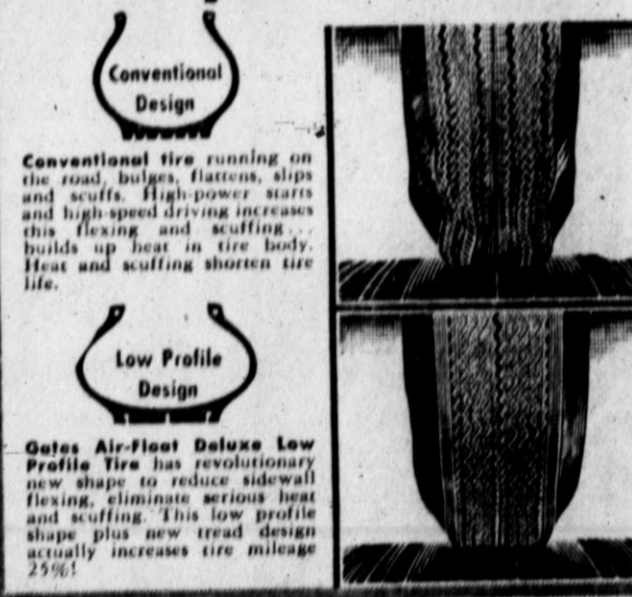 Conventional
Design
Conventional tire running on
the road, bulges, flattens, slips
and scuffs. High-power starts
and high-speed driving increases
this flexing and scuffing...
builds up heat in tire body.
Heat and scuffing shorten tire
life.
Low Profile
Design
Gates Air-Float Deluxe Low
Profile Tire has revolutionary
new shape to reduce sidewall
flexing, eliminate serious heat
and scuffing. This low profile
shape plus new tread design
actually increases tire mileage
25%!